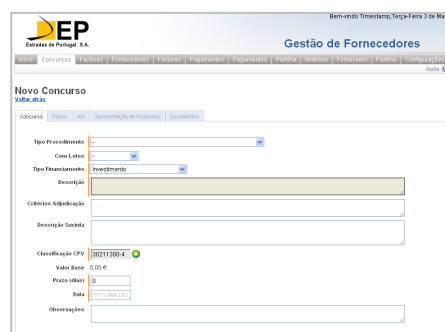 Bem-vindo Timestamp,Terça-Feira 3 de Mai
EP
Estradas de Portugal. S.A.
Gestão de Fornecedores
Início Concursos Facturas Fornecedores Facturas Pagamentos Pagamentos Partilha Análises Fornecedor Partilha Configurações
Ajuda
Novo Concurso
Voltar atrás
Concurso Fases Júri Apresentação de Propostas Documentos
Tipo Procedimento -
Com Lotes -
Tipo Financiamento Investimento
Descrição
Critérios Adjudicação
Descrição Sucinta
Classificação CPV 30211300-4
Valor Base 0,00 €
Prazo (dias) 0
Data YYYY-MM-DD
Observações